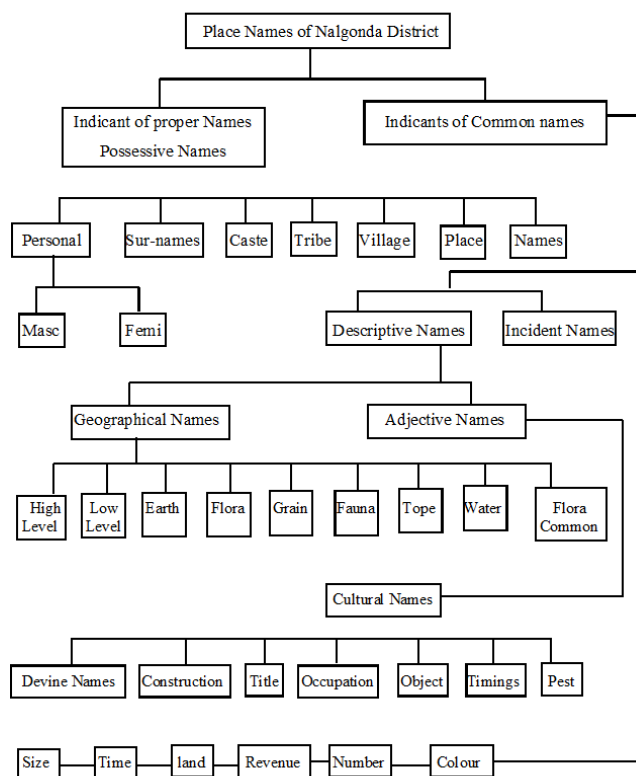 Place Names of Nalgonda District
Indicant of proper Names
Possessive Names
Indicants of Common names
Personal
Sur-names
Caste
Tribe
Village
Place
Names
Masc
Femi
Descriptive Names
Incident Names
Geographical Names
Adjective Names
High
Level
Low
Level
Earth
Flora
Grain
Fauna
Tope
Water
Flora
Common
Cultural Names
Devine Names
Construction
Title
Occupation
Object
Timings
Pest
Size
Time
land
Revenue
Number
Colour